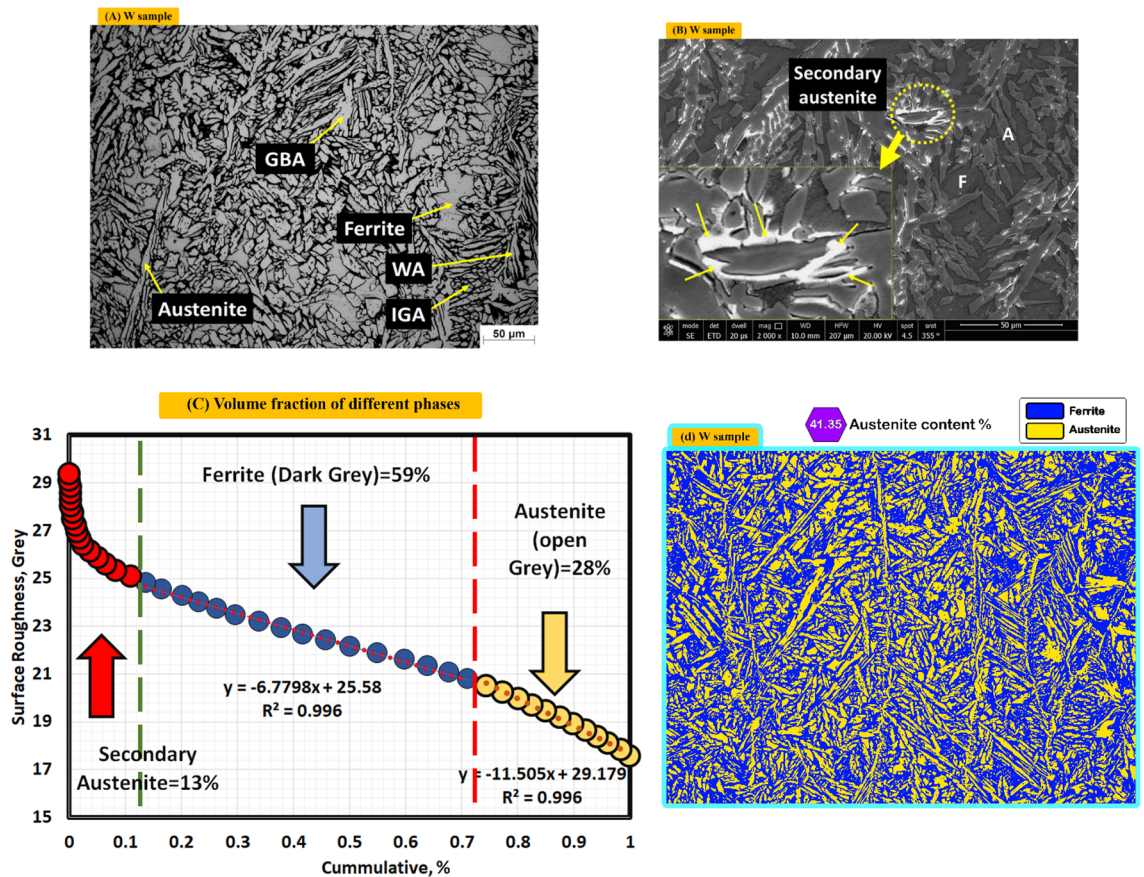 (A) W sample
GBA
Ferrite
WA
IGA
Austenite
50 µm
(B) W sample
Secondary
austenite
A
F
mode det dwell mag WD HFW HV spot srot
SE ETD 20 µs 2 000 x 10.0 mm 207 µm 20.00 kV 4.5 355 °
50 µm
(C) Volume fraction of different phases
Surface Roughness, Grey
31
29
27
25
23
21
19
17
15
Ferrite (Dark Grey)=59%
Austenite
(open
Grey)=28%
y = -6.7798x + 25.58
R² = 0.996
Secondary
Austenite=13%
y = -11.505x + 29.179
R² = 0.996
0 0.1 0.2 0.3 0.4 0.5 0.6 0.7 0.8 0.9 1
Cummulative, %
41.35 Austenite content %
Ferrite
Austenite
(d) W sample